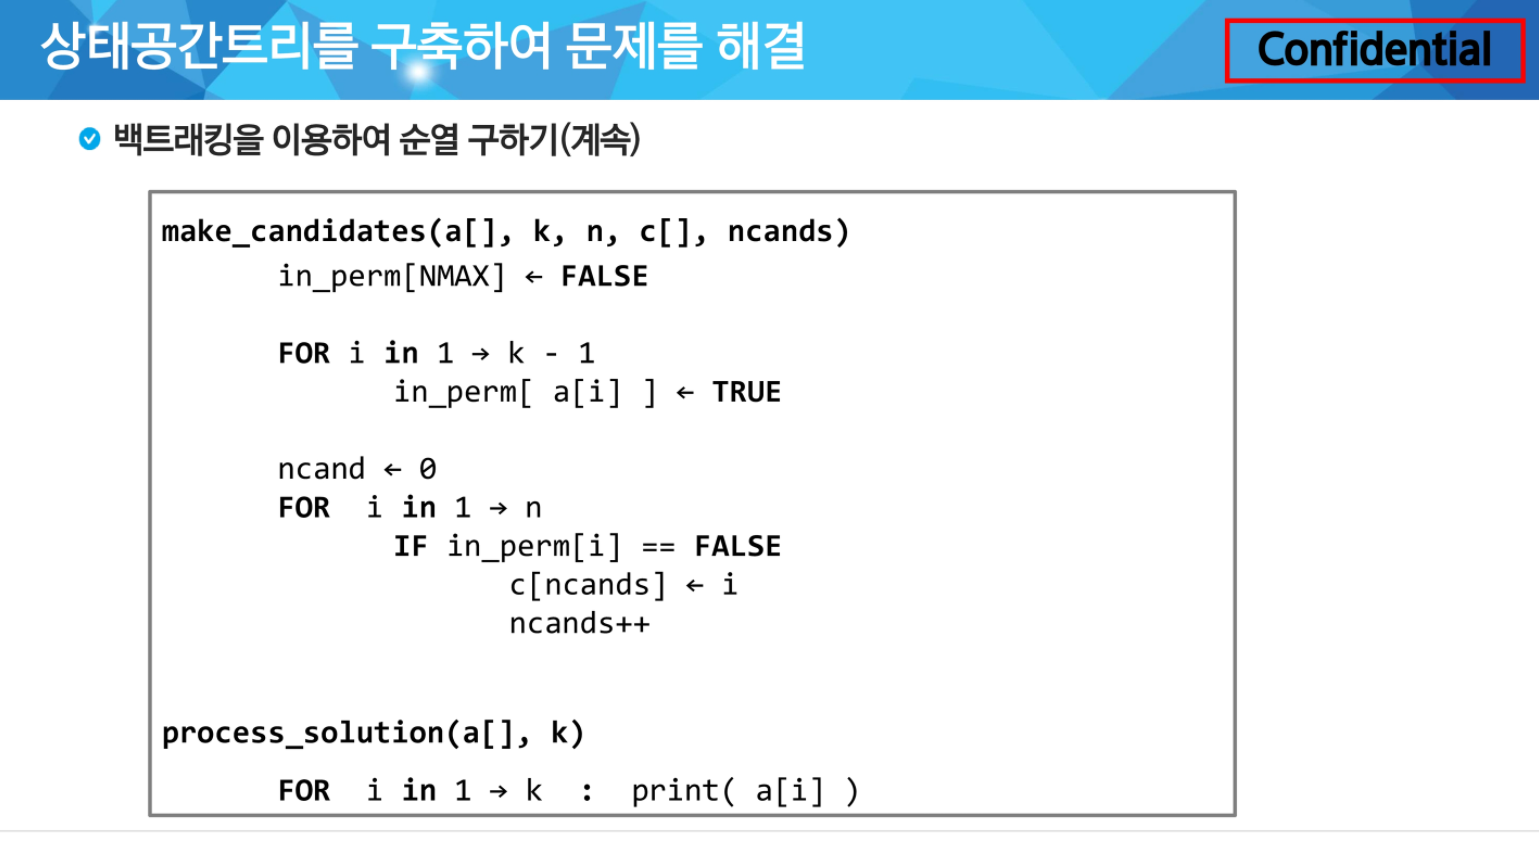 상태공간트리를 구축하여 문제를 해결
Confidential
백트래킹을 이용하여 순열 구하기(계속)
make_candidates(a[], k, n, c[], ncands)
in_perm[NMAX] ← FALSE
FOR i in 1 → k - 1
in_perm[ a[i] ] ← TRUE
ncand ← 0
FOR i in 1 → n
IF in_perm[i] == FALSE
c[ncands] ← i
ncands++
process_solution(a[], k)
FOR i in 1 → k : print( a[i] )